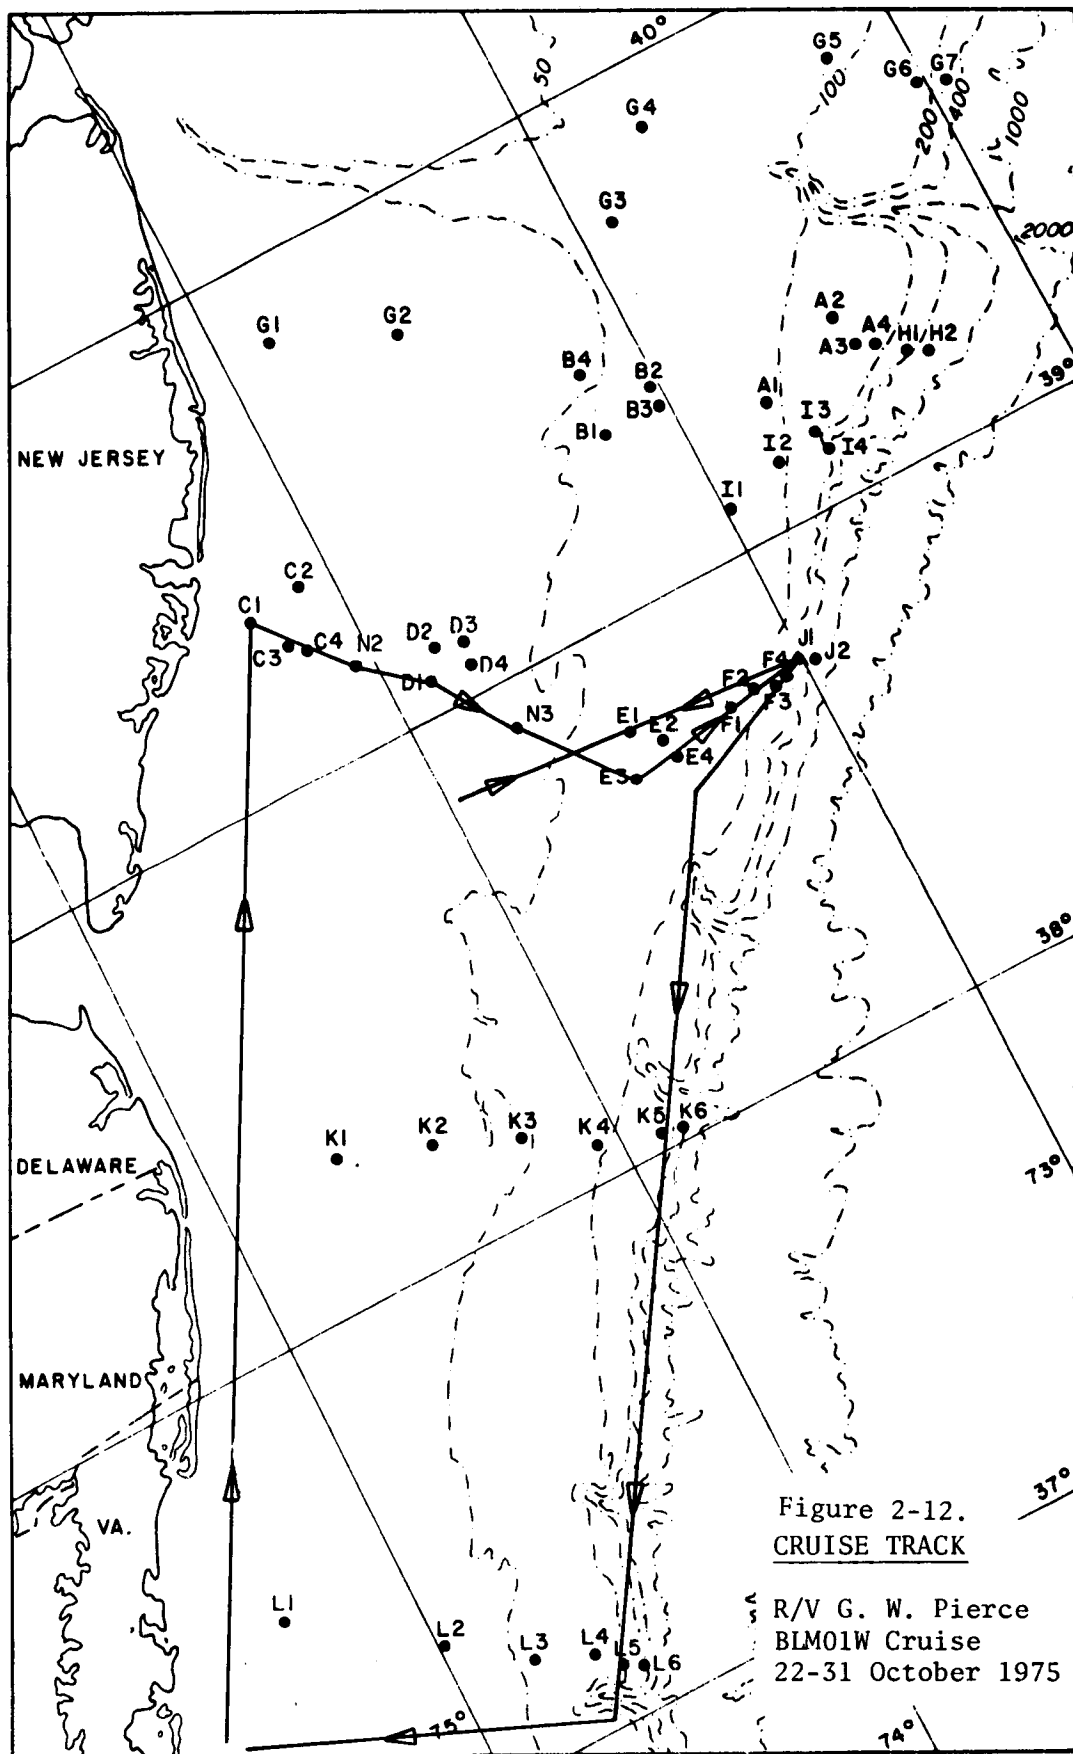 40°
G5
G6
G7
50
100
200
400
1000
G4
G3
2000
G1
G2
A2
A3
A4
H1/H2
39°
B4
B2
B3
B1
A1
I3
I2
I4
NEW JERSEY
I1
C2
C1
C3
C4
N2
D2
D3
D4
D1
J1
J2
F4
F2
F3
F1
N3
E1
E2
E4
E3
38°
K1
K2
K3
K4
K5
K6
73°
DELAWARE
MARYLAND
VA.
37°
Figure 2-12.
CRUISE TRACK
R/V G. W. Pierce
BLM01W Cruise
22-31 October 1975
L1
L2
L3
L4
L5
L6
75°
74°